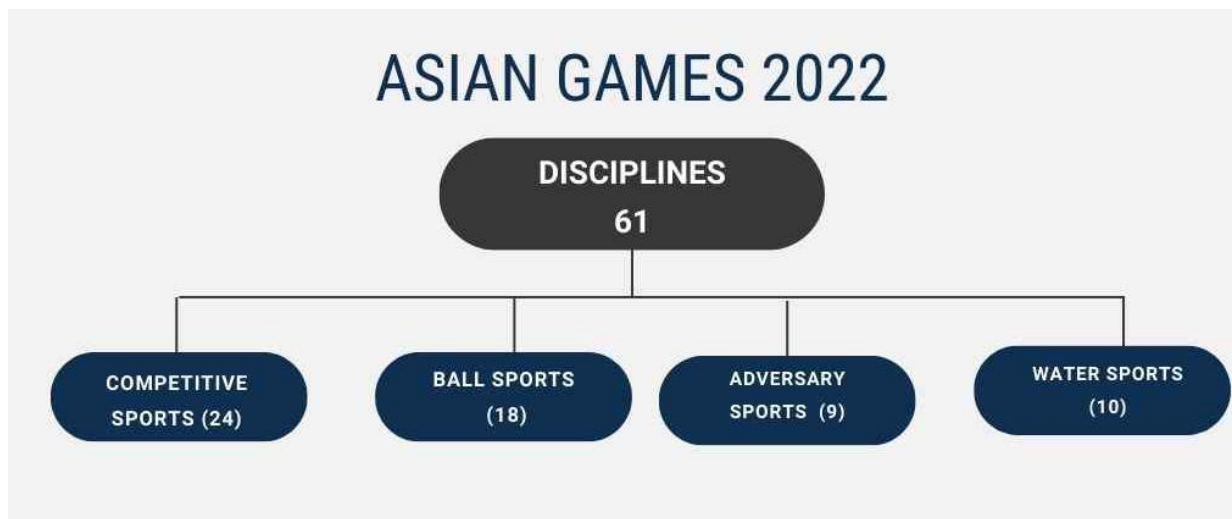 ASIAN GAMES 2022
DISCIPLINES
61
COMPETITIVE
SPORTS (24)
BALL SPORTS
(18)
ADVERSARY
SPORTS (9)
WATER SPORTS
(10)